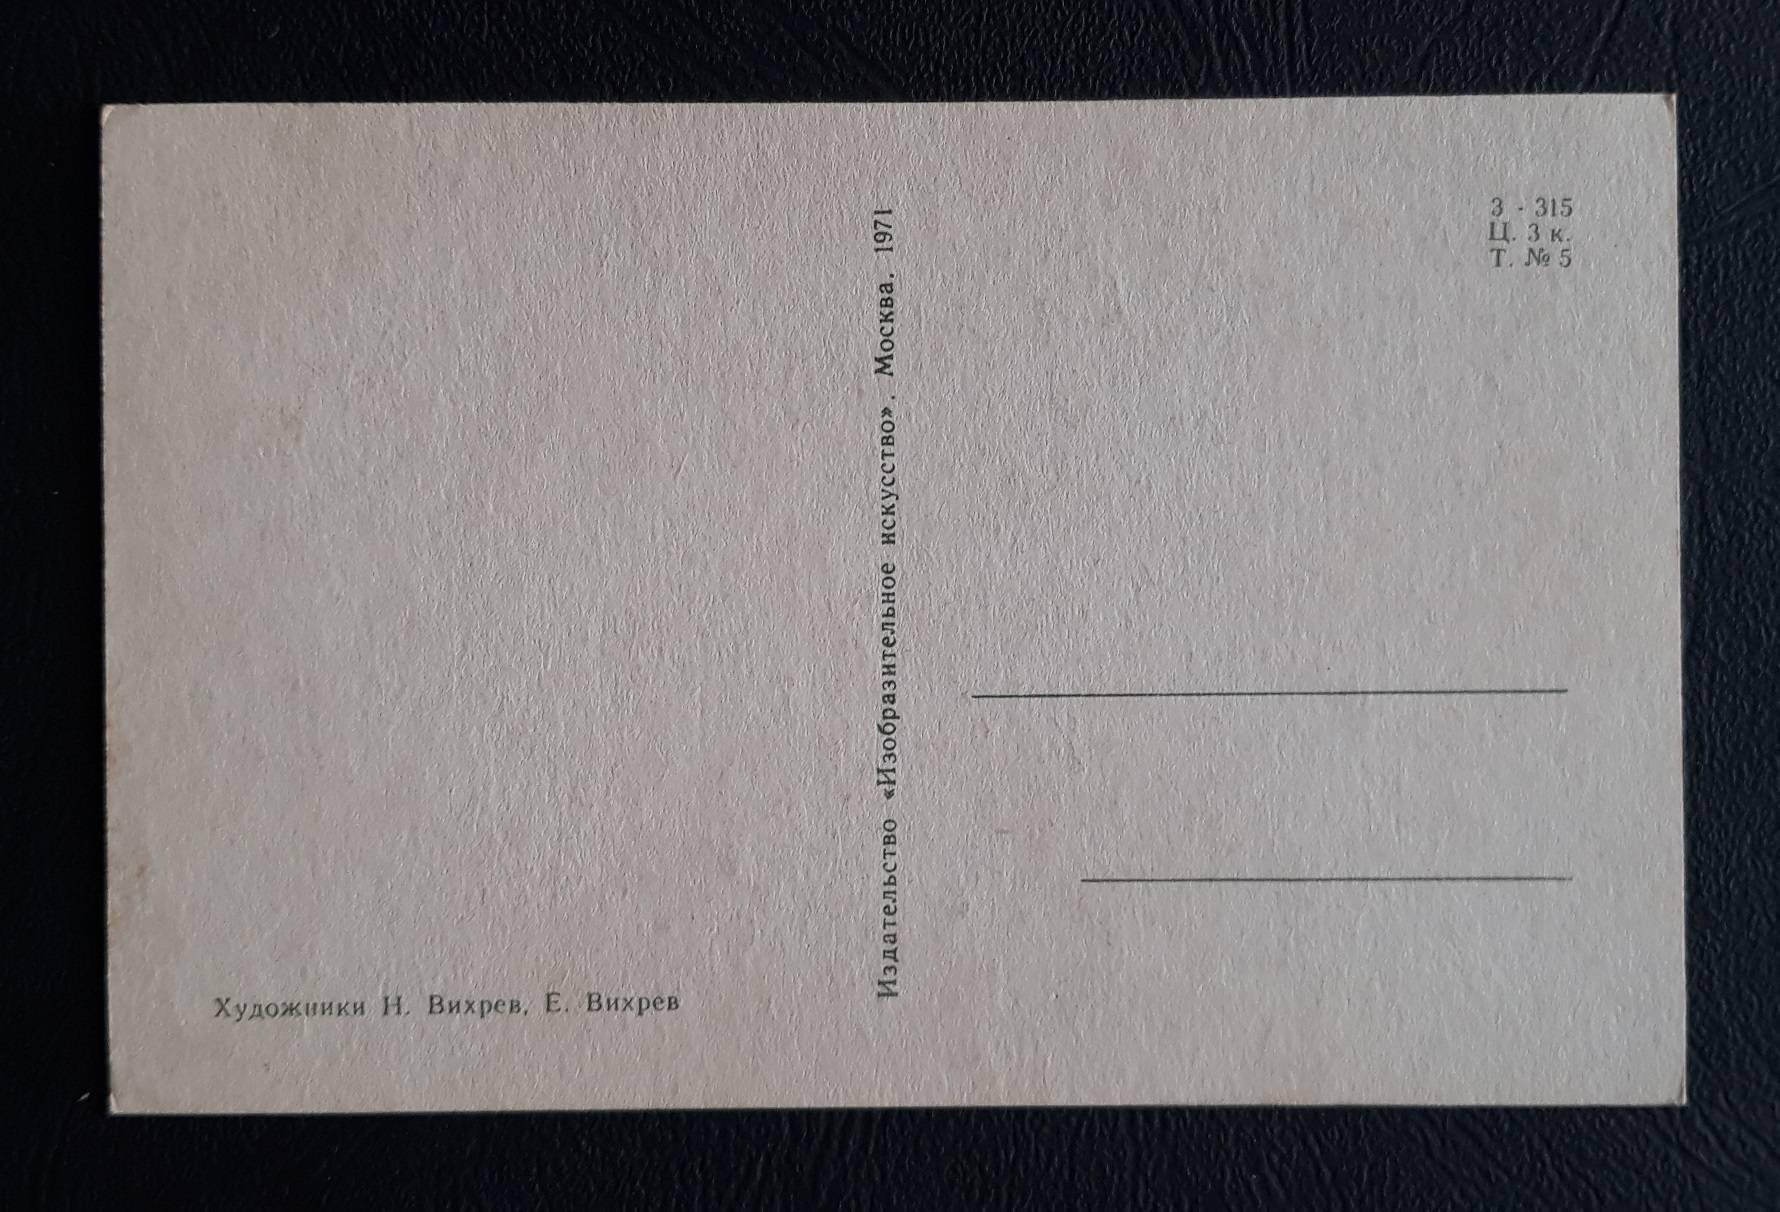 Художники Н. Вихрев, Е. Вихрев
Издательство «Изобразительное искусство». Москва. 1971
3 - 315
Ц. 3 к.
Т. № 5